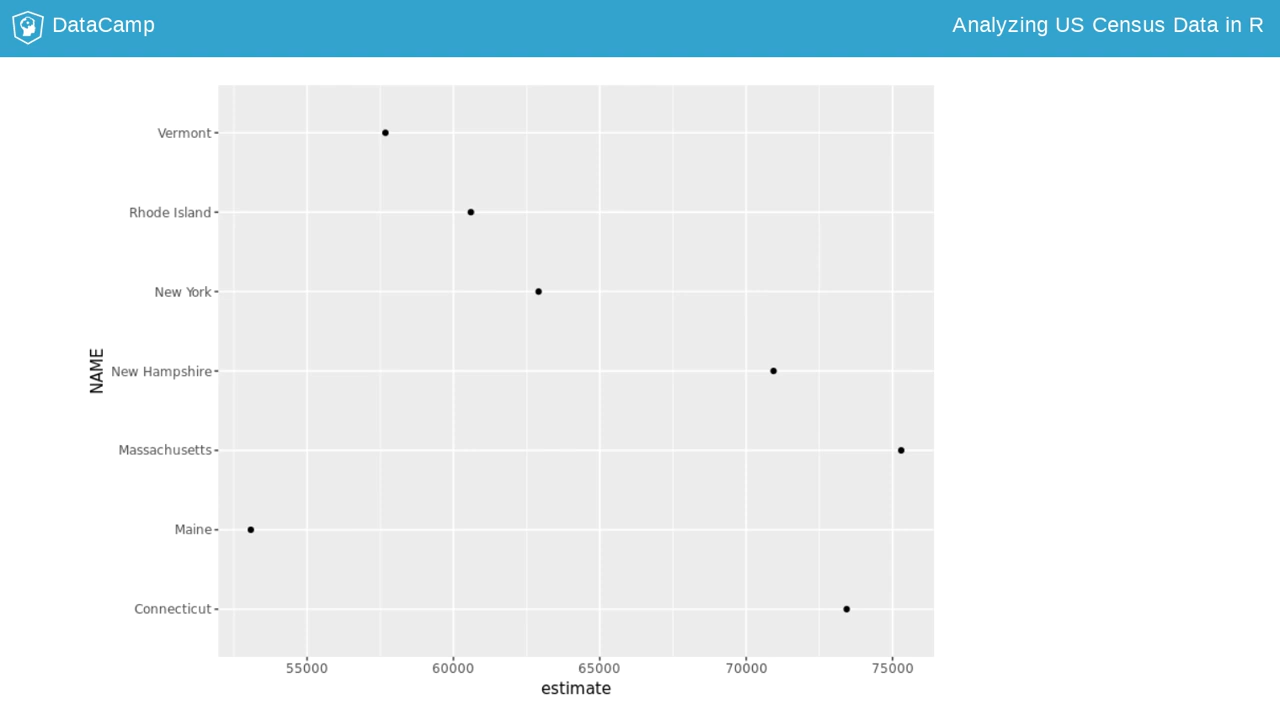 DataCamp
Analyzing US Census Data in R
Vermont
Rhode Island
New York
New Hampshire
Massachusetts
Maine
Connecticut
NAME
55000 60000 65000 70000 75000
estimate